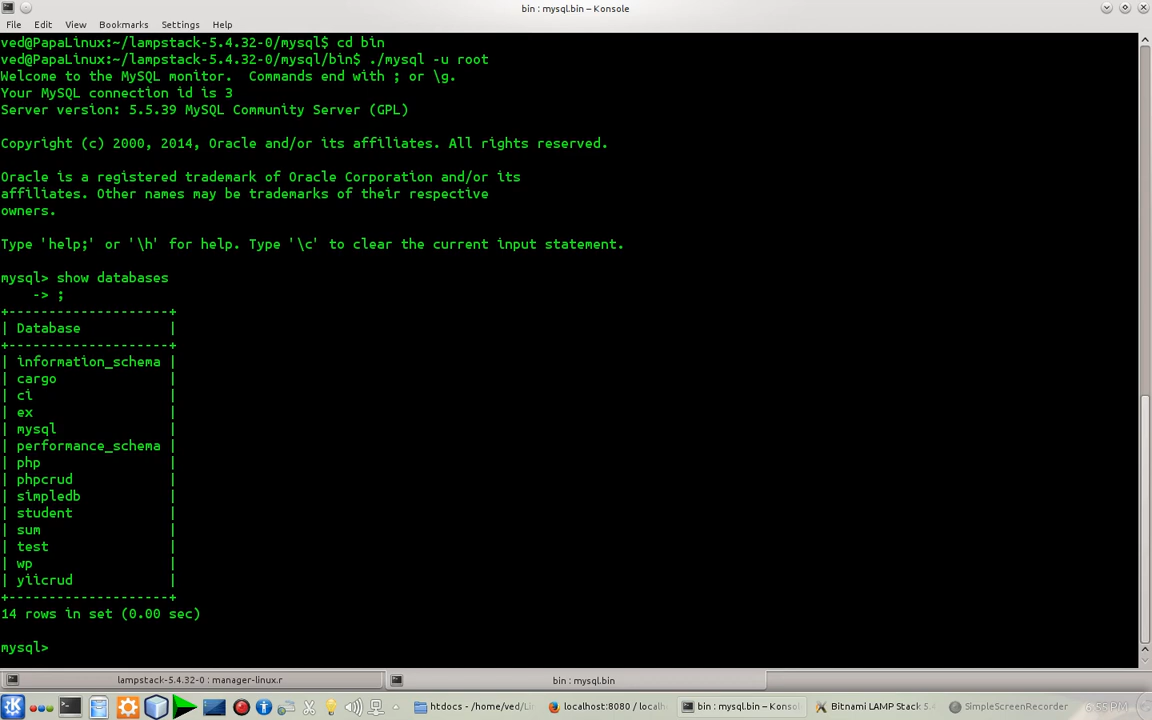 bin : mysql.bin – Konsole
File Edit View Bookmarks Settings Help
ved@PapaLinux:~/lampstack-5.4.32-0/mysql$ cd bin
ved@PapaLinux:~/lampstack-5.4.32-0/mysql/bin$ ./mysql -u root
Welcome to the MySQL monitor.  Commands end with ; or \g.
Your MySQL connection id is 3
Server version: 5.5.39 MySQL Community Server (GPL)
Copyright (c) 2000, 2014, Oracle and/or its affiliates. All rights reserved.
Oracle is a registered trademark of Oracle Corporation and/or its
affiliates. Other names may be trademarks of their respective
owners.
Type 'help;' or '\h' for help. Type '\c' to clear the current input statement.
mysql> show databases
    -> ;
+--------------------+
| Database           |
+--------------------+
| information_schema |
| cargo              |
| ci                 |
| ex                 |
| mysql              |
| performance_schema |
| php                |
| phpcrud            |
| simpledb           |
| student            |
| sum                |
| test               |
| wp                 |
| yiicrud            |
+--------------------+
14 rows in set (0.00 sec)
mysql>
lampstack-5.4.32-0 : manager-linux.r bin : mysql.bin
htdocs - /home/ved/ localhost:8080 / bin : mysql.bin – Bitnami LAMP Stack 5. SimpleScreenRecorder 8:55 PM